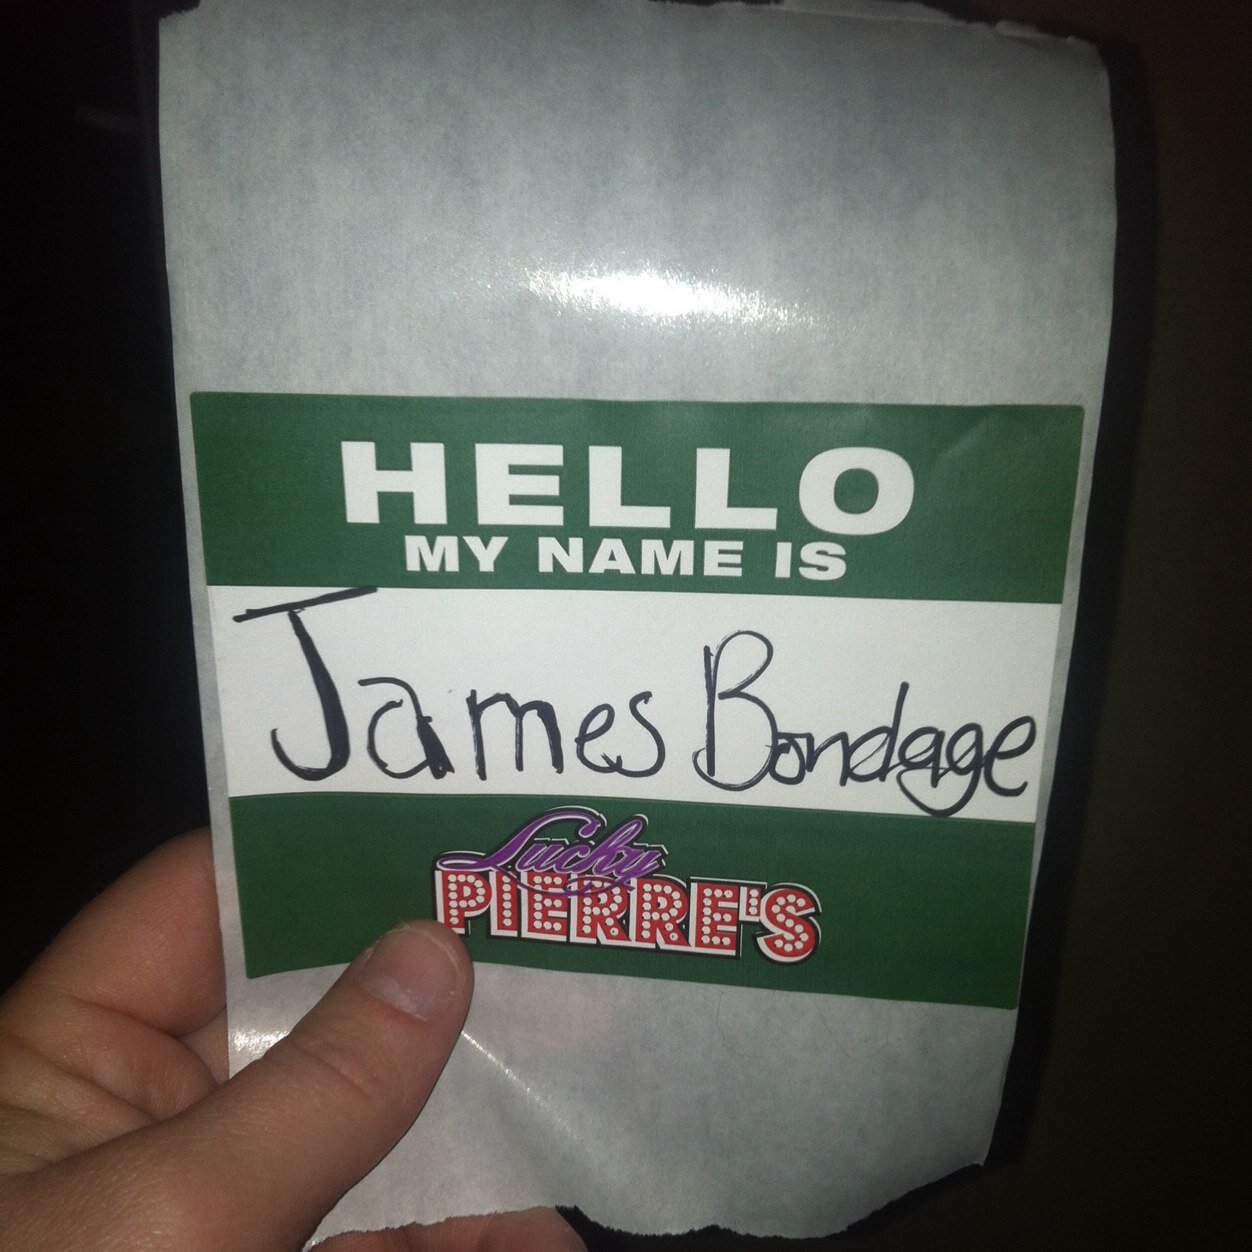 HELLO
MY NAME IS
James Bondage
Lucky
PIERRE'S